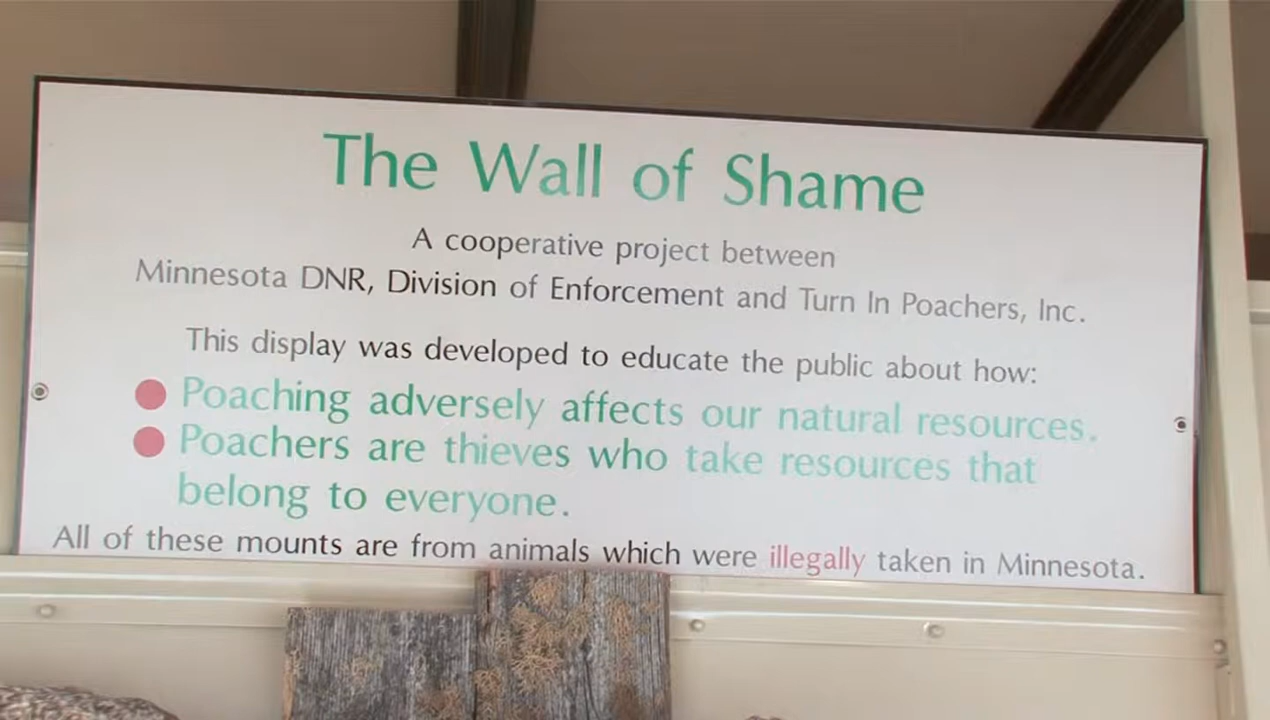 The Wall of Shame
A cooperative project between
Minnesota DNR, Division of Enforcement and Turn In Poachers, Inc.
This display was developed to educate the public about how:
Poaching adversely affects our natural resources.
Poachers are thieves who take resources that
belong to everyone.
All of these mounts are from animals which were illegally taken in Minnesota.